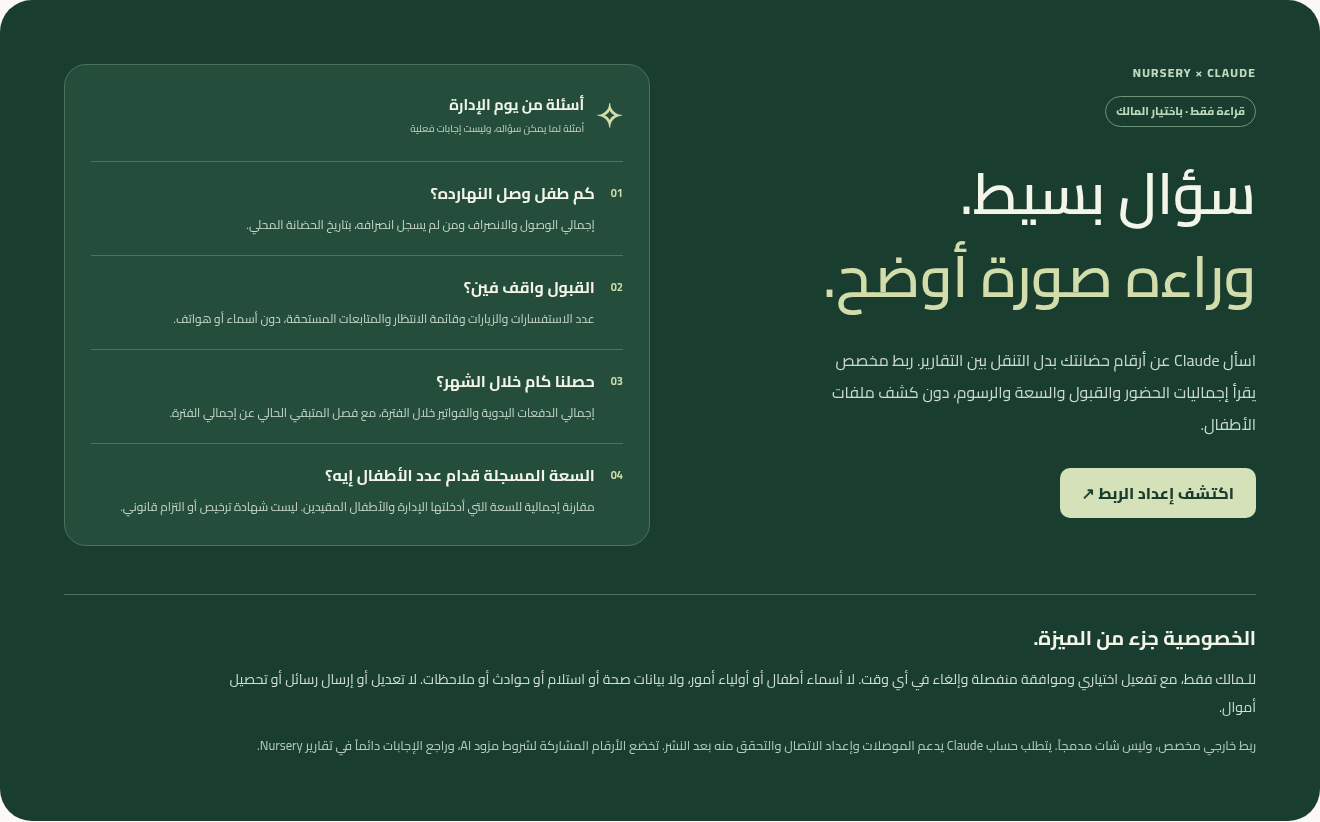 NURSERY × CLAUDE
قراءة فقط · باختيار المالك
سؤال بسيط.
وراءه صورة أوضح.
اسأل Claude عن أرقام حضانتك بدل التنقل بين التقارير. ربط مخصص
يقرأ إجماليات الحضور والقبول والسعة والرسوم، دون كشف ملفات
الأطفال.
اكتشف إعداد الربط ↗
أسئلة من يوم الإدارة
أمثلة لما يمكن سؤاله، وليست إجابات فعلية
01
كم طفل وصل النهارده؟
إجمالي الوصول والانصراف ومن لم يسجل انصرافه، بتاريخ الحضانة المحلي.
02
القبول واقف فين؟
عدد الاستفسارات والزيارات وقائمة الانتظار والمتابعات المستحقة، دون أسماء أو هواتف.
03
حصلنا كام خلال الشهر؟
إجمالي الدفعات اليدوية والفواتير خلال الفترة، مع فصل المتبقي الحالي عن إجمالي الفترة.
04
السعة المسجلة قدام عدد الأطفال إيه؟
مقارنة إجمالية للسعة التي أدخلتها الإدارة والأطفال المقيدين. ليست شهادة ترخيص أو التزام قانوني.
الخصوصية جزء من الميزة.
للمالك فقط، مع تفعيل اختياري وموافقة منفصلة وإلغاء في أي وقت. لا أسماء أطفال أو أولياء أمور، ولا بيانات صحة أو استلام أو حوادث أو ملاحظات. لا تعديل أو إرسال رسائل أو تحصيل
أموال.
ربط خارجي مخصص، وليس شات مدمجاً. يتطلب حساب Claude يدعم الموصلات وإعداد الاتصال والتحقق منه بعد النشر. تخضع الأرقام المشاركة لشروط مزود AI، وراجع الإجابات دائماً في تقارير Nursery.